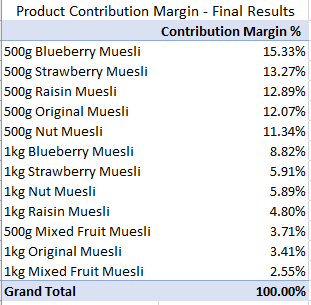 Product Contribution Margin - Final Results
Contribution Margin %
500g Blueberry Muesli 15.33%
500g Strawberry Muesli 13.27%
500g Raisin Muesli 12.89%
500g Original Muesli 12.07%
500g Nut Muesli 11.34%
1kg Blueberry Muesli 8.82%
1kg Strawberry Muesli 5.91%
1kg Nut Muesli 5.89%
1kg Raisin Muesli 4.80%
500g Mixed Fruit Muesli 3.71%
1kg Original Muesli 3.41%
1kg Mixed Fruit Muesli 2.55%
Grand Total 100.00%